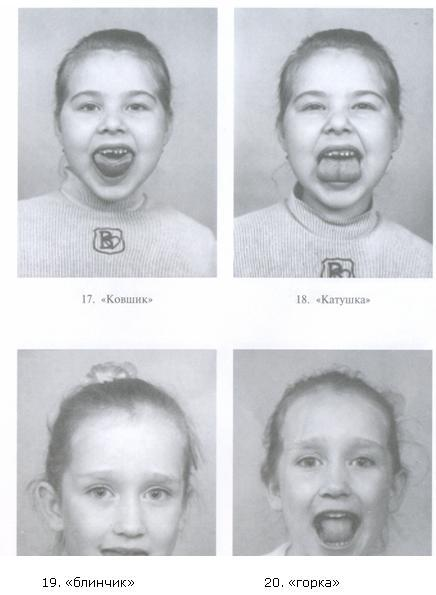 17. «Ковшик»
18. «Катушка»
19. «блинчик»
20. «горка»